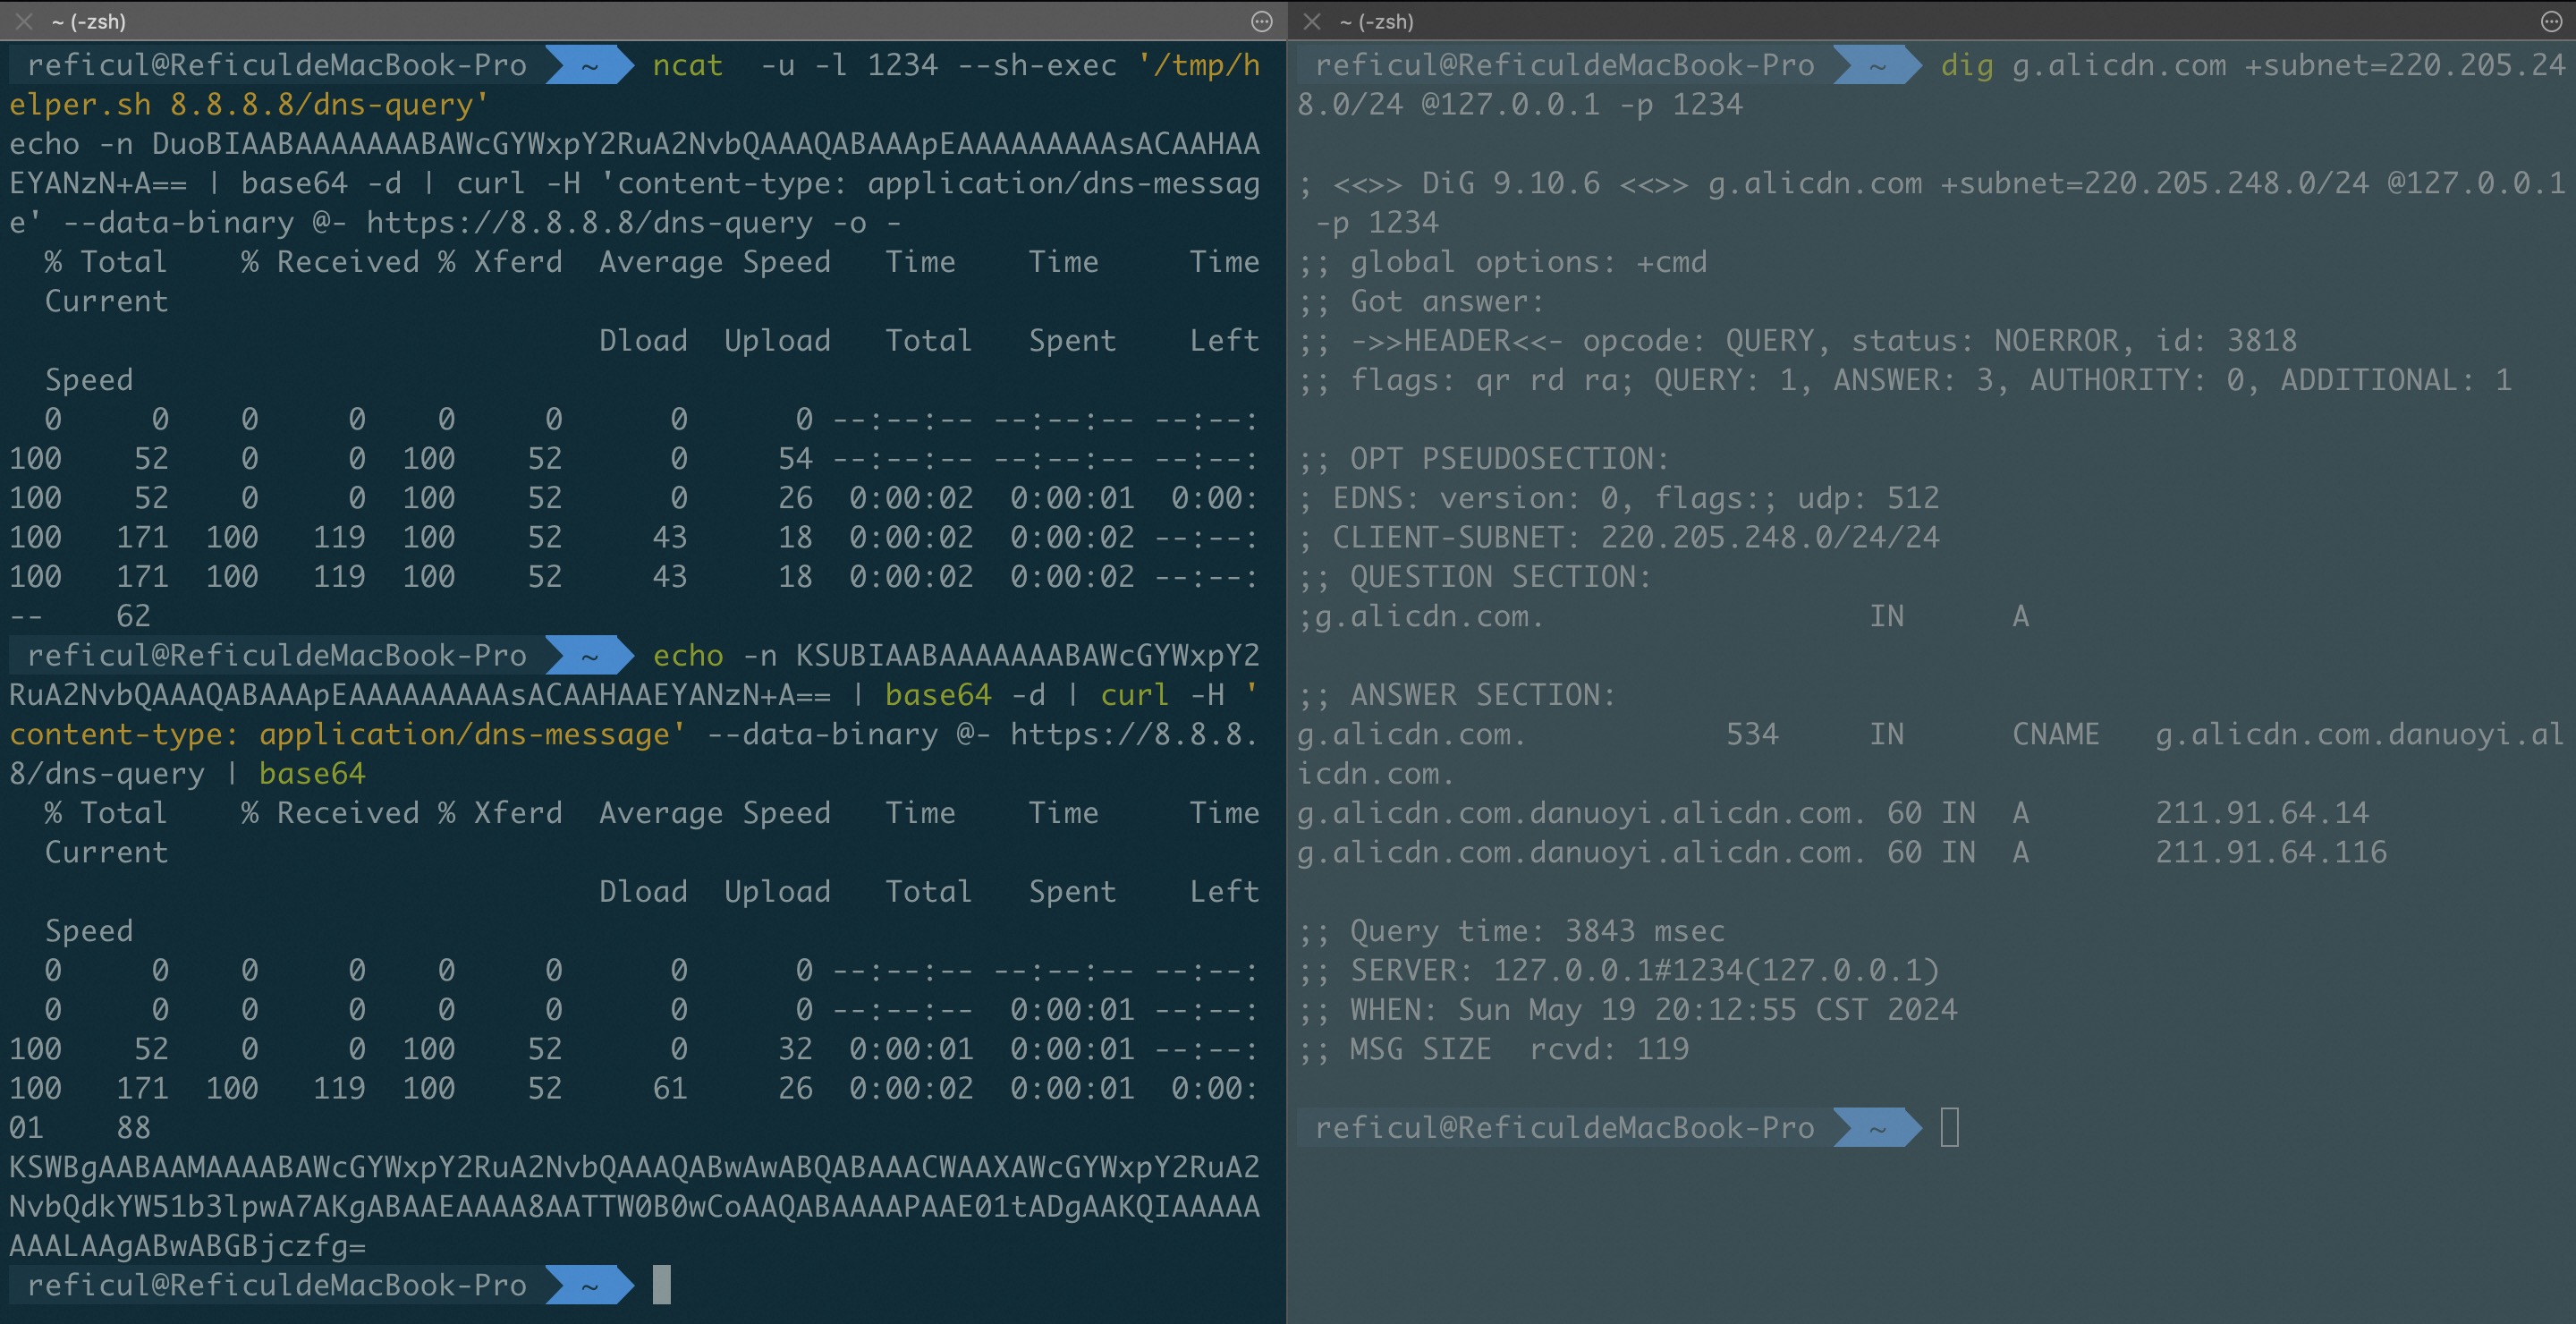 ~ (-zsh)
reficul@ReficuldeMacBook-Pro ~ ncat  -u -l 1234 --sh-exec '/tmp/h
elper.sh 8.8.8.8/dns-query'
echo -n DuoBIAABAAAAAAABAWcGYWxpY2RuA2NvbQAAAQABAAApEAAAAAAAAAsACAAHAA
EYANzN+A== | base64 -d | curl -H 'content-type: application/dns-messag
e' --data-binary @- https://8.8.8.8/dns-query -o -
  % Total    % Received % Xferd  Average Speed   Time    Time     Time
  Current
                                 Dload  Upload   Total   Spent    Left
  Speed
  0     0    0     0    0     0      0      0 --:--:-- --:--:-- --:--:
100    52    0     0  100    52      0     54 --:--:-- --:--:-- --:--:
100    52    0     0  100    52      0     26  0:00:02  0:00:01  0:00:
100   171  100   119  100    52     43     18  0:00:02  0:00:02 --:--:
100   171  100   119  100    52     43     18  0:00:02  0:00:02 --:--:
--    62
reficul@ReficuldeMacBook-Pro ~ echo -n KSUBIAABAAAAAAABAWcGYWxpY2
RuA2NvbQAAAQABAAApEAAAAAAAAAsACAAHAAEYANzN+A== | base64 -d | curl -H '
content-type: application/dns-message' --data-binary @- https://8.8.8.
8/dns-query | base64
  % Total    % Received % Xferd  Average Speed   Time    Time     Time
  Current
                                 Dload  Upload   Total   Spent    Left
  Speed
  0     0    0     0    0     0      0      0 --:--:-- --:--:-- --:--:
  0     0    0     0    0     0      0      0 --:--:--  0:00:01 --:--:
100    52    0     0  100    52      0     32  0:00:01  0:00:01 --:--:
100   171  100   119  100    52     61     26  0:00:02  0:00:01  0:00:
01    88
KSWBgAABAAMAAAABAWcGYWxpY2RuA2NvbQAAAQABwAwABQABAAACWAAXAWcGYWxpY2RuA2
NvbQdkYW51b3lpwA7AKgABAAEAAAA8AATTW0B0wCoAAQABAAAAPAAE01tADgAAKQIAAAAA
AAALAAgABwABGBjczfg=
reficul@ReficuldeMacBook-Pro ~
~ (-zsh)
reficul@ReficuldeMacBook-Pro ~ dig g.alicdn.com +subnet=220.205.24
8.0/24 @127.0.0.1 -p 1234
; <<>> DiG 9.10.6 <<>> g.alicdn.com +subnet=220.205.248.0/24 @127.0.0.1
 -p 1234
;; global options: +cmd
;; Got answer:
;; ->>HEADER<<- opcode: QUERY, status: NOERROR, id: 3818
;; flags: qr rd ra; QUERY: 1, ANSWER: 3, AUTHORITY: 0, ADDITIONAL: 1
;; OPT PSEUDOSECTION:
; EDNS: version: 0, flags:; udp: 512
; CLIENT-SUBNET: 220.205.248.0/24/24
;; QUESTION SECTION:
;g.alicdn.com.                  IN      A
;; ANSWER SECTION:
g.alicdn.com.           534     IN      CNAME   g.alicdn.com.danuoyi.al
icdn.com.
g.alicdn.com.danuoyi.alicdn.com. 60 IN  A       211.91.64.14
g.alicdn.com.danuoyi.alicdn.com. 60 IN  A       211.91.64.116
;; Query time: 3843 msec
;; SERVER: 127.0.0.1#1234(127.0.0.1)
;; WHEN: Sun May 19 20:12:55 CST 2024
;; MSG SIZE  rcvd: 119
reficul@ReficuldeMacBook-Pro ~